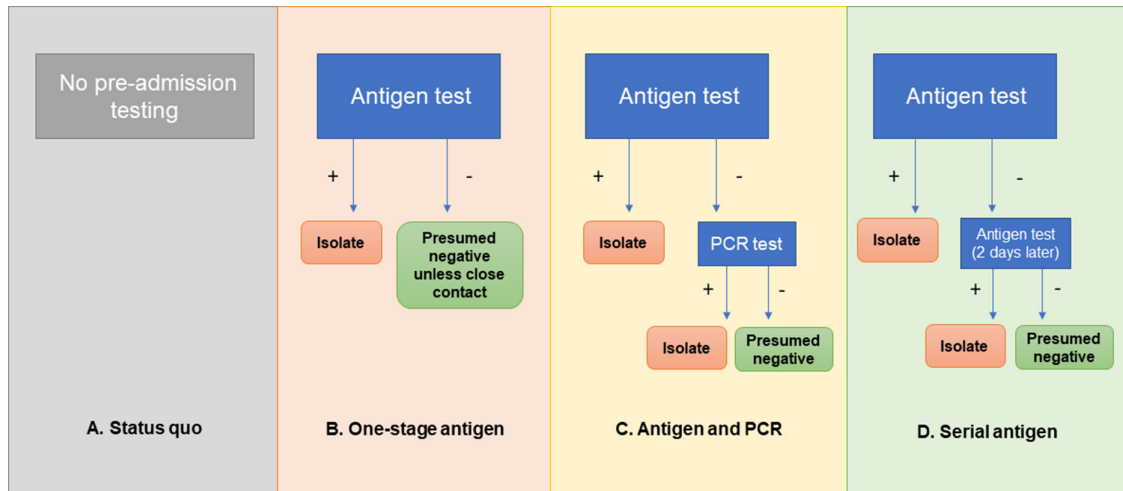 No pre-admission
testing
A. Status quo
Antigen test
+
-
Isolate
Presumed
negative
unless close
contact
B. One-stage antigen
Antigen test
+
-
Isolate
PCR test
+
-
Isolate
Presumed
negative
C. Antigen and PCR
Antigen test
+
-
Isolate
Antigen test
(2 days later)
+
-
Isolate
Presumed
negative
D. Serial antigen